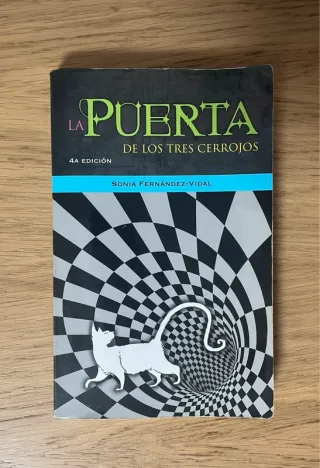 LA PUERTA
DE LOS TRES CERROJOS
4A EDICIÓN
SONIA FERNÁNDEZ-VIDAL